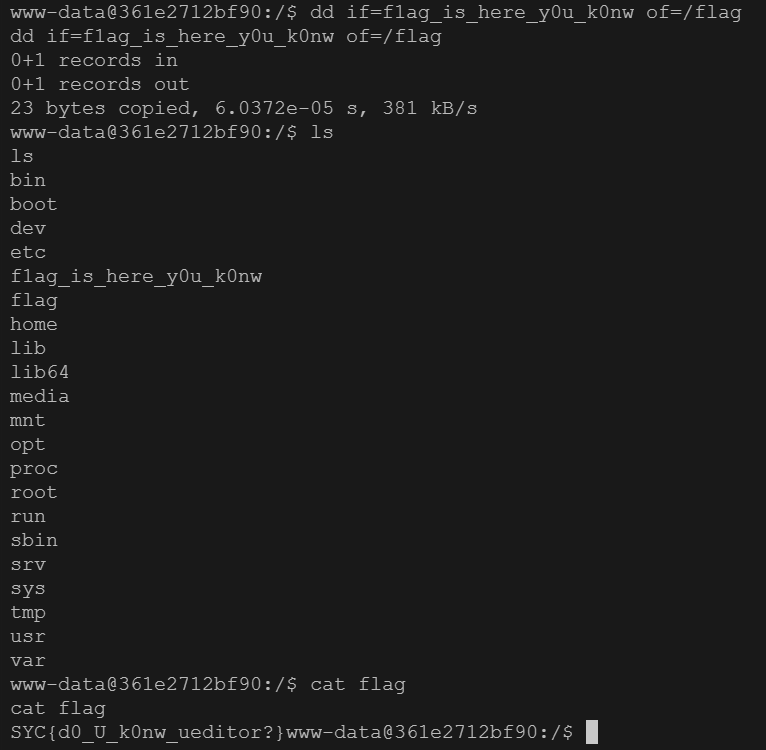 www-data@361e2712bf90:/$ dd if=f1ag_is_here_y0u_k0nw of=/flag
dd if=f1ag_is_here_y0u_k0nw of=/flag
0+1 records in
0+1 records out
23 bytes copied, 6.0372e-05 s, 381 kB/s
www-data@361e2712bf90:/$ ls
ls
bin
boot
dev
etc
f1ag_is_here_y0u_k0nw
flag
home
lib
lib64
media
mnt
opt
proc
root
run
sbin
srv
sys
tmp
usr
var
www-data@361e2712bf90:/$ cat flag
cat flag
SYC{d0_U_k0nw_ueditor?}www-data@361e2712bf90:/$